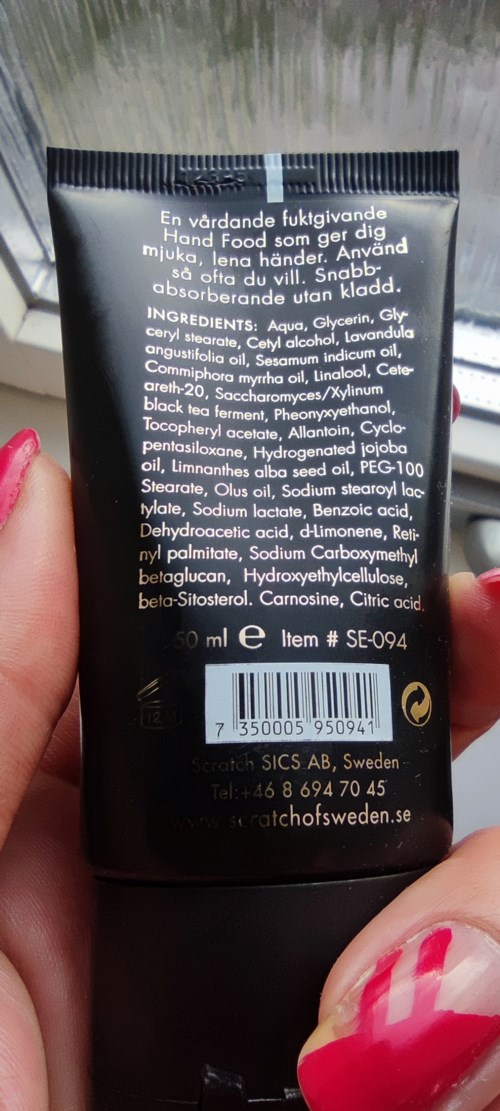 En vårdande fuktgivande
Hand Food som ger dig
mjuka, lena händer. Använd
så ofta du vill. Snabb-
absorberande utan kladd.
INGREDIENTS: Aqua, Glycerin, Gly-
ceryl stearate, Cetyl alcohol, Lavandula
angustifolia oil, Sesamum indicum oil,
Commiphora myrrha oil, Linalool, Cete-
areth-20, Saccharomyces/Xylinum
black tea ferment, Pheonyxyethanol,
Tocopheryl acetate, Allantoin, Cyclo-
pentasiloxane, Hydrogenated jojoba
oil, Limnanthes alba seed oil, PEG-100
Stearate, Olus oil, Sodium stearoyl lac-
tylate, Sodium lactate, Benzoic acid,
Dehydroacetic acid, d-Limonene, Reti-
nyl palmitate, Sodium Carboxymethyl
betaglucan, Hydroxyethylcellulose,
beta-Sitosterol. Carnosine, Citric acid.
50 ml e Item # SE-094
12M
7 350005 950941
Scratch SICS AB, Sweden
Tel:+46 8 694 70 45
www.scratchofsweden.se